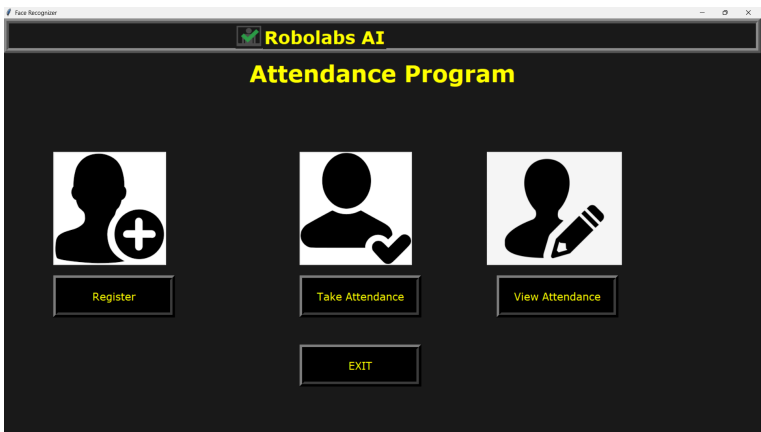 Face Recognizer
Robolabs AI
Attendance Program
Register
Take Attendance
View Attendance
EXIT